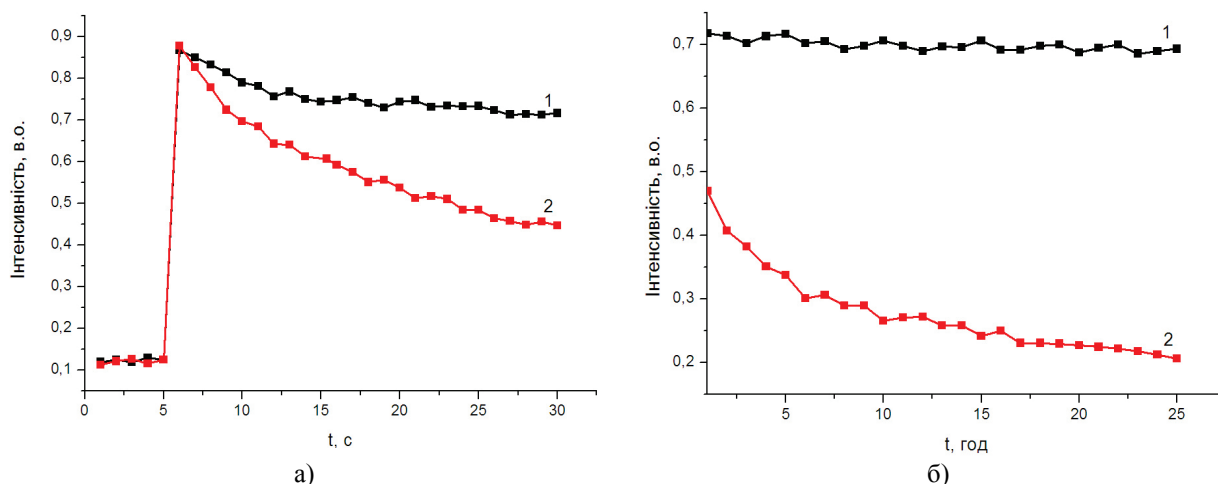 Інтенсивність, в.о.
0,9
0,8
0,7
0,6
0,5
0,4
0,3
0,2
0,1
1
2
0 5 10 15 20 25 30
t, с
а)
Інтенсивність, в.о.
0,7
0,6
0,5
0,4
0,3
0,2
1
2
5 10 15 20 25
t, год
б)